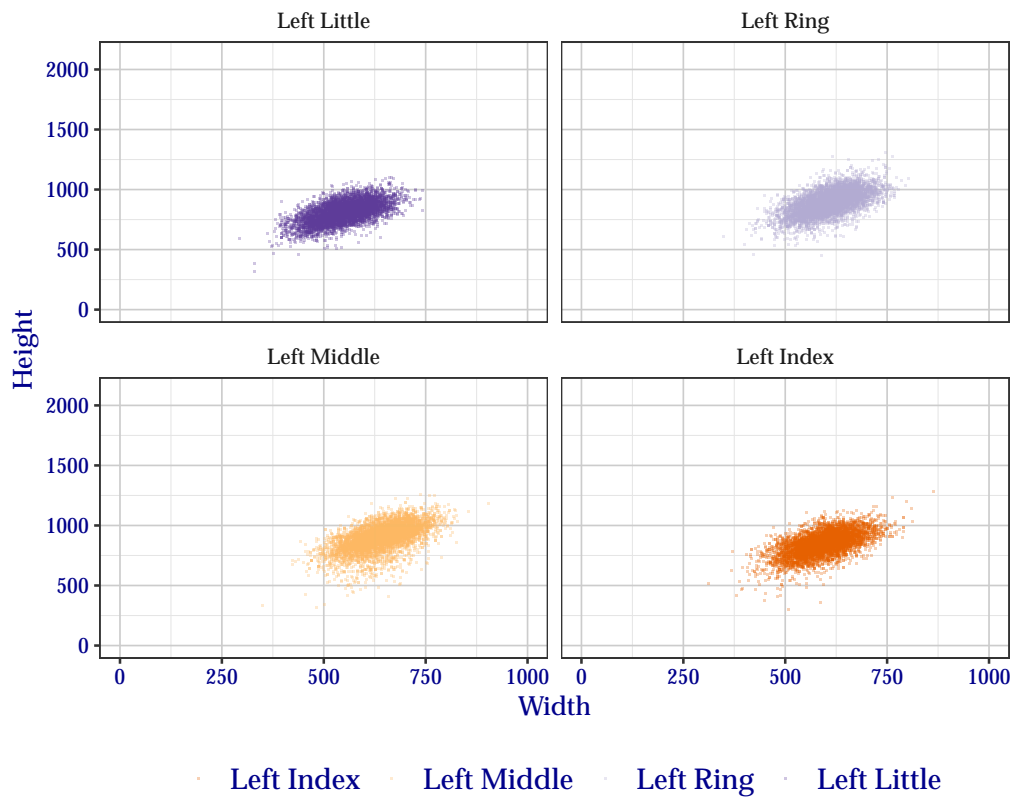 Left Little Left Ring
2000
1500
1000
500
0
Height
Left Middle Left Index
2000
1500
1000
500
0
0 250 500 750 1000 0 250 500 750 1000
Width
Left Index Left Middle Left Ring Left Little